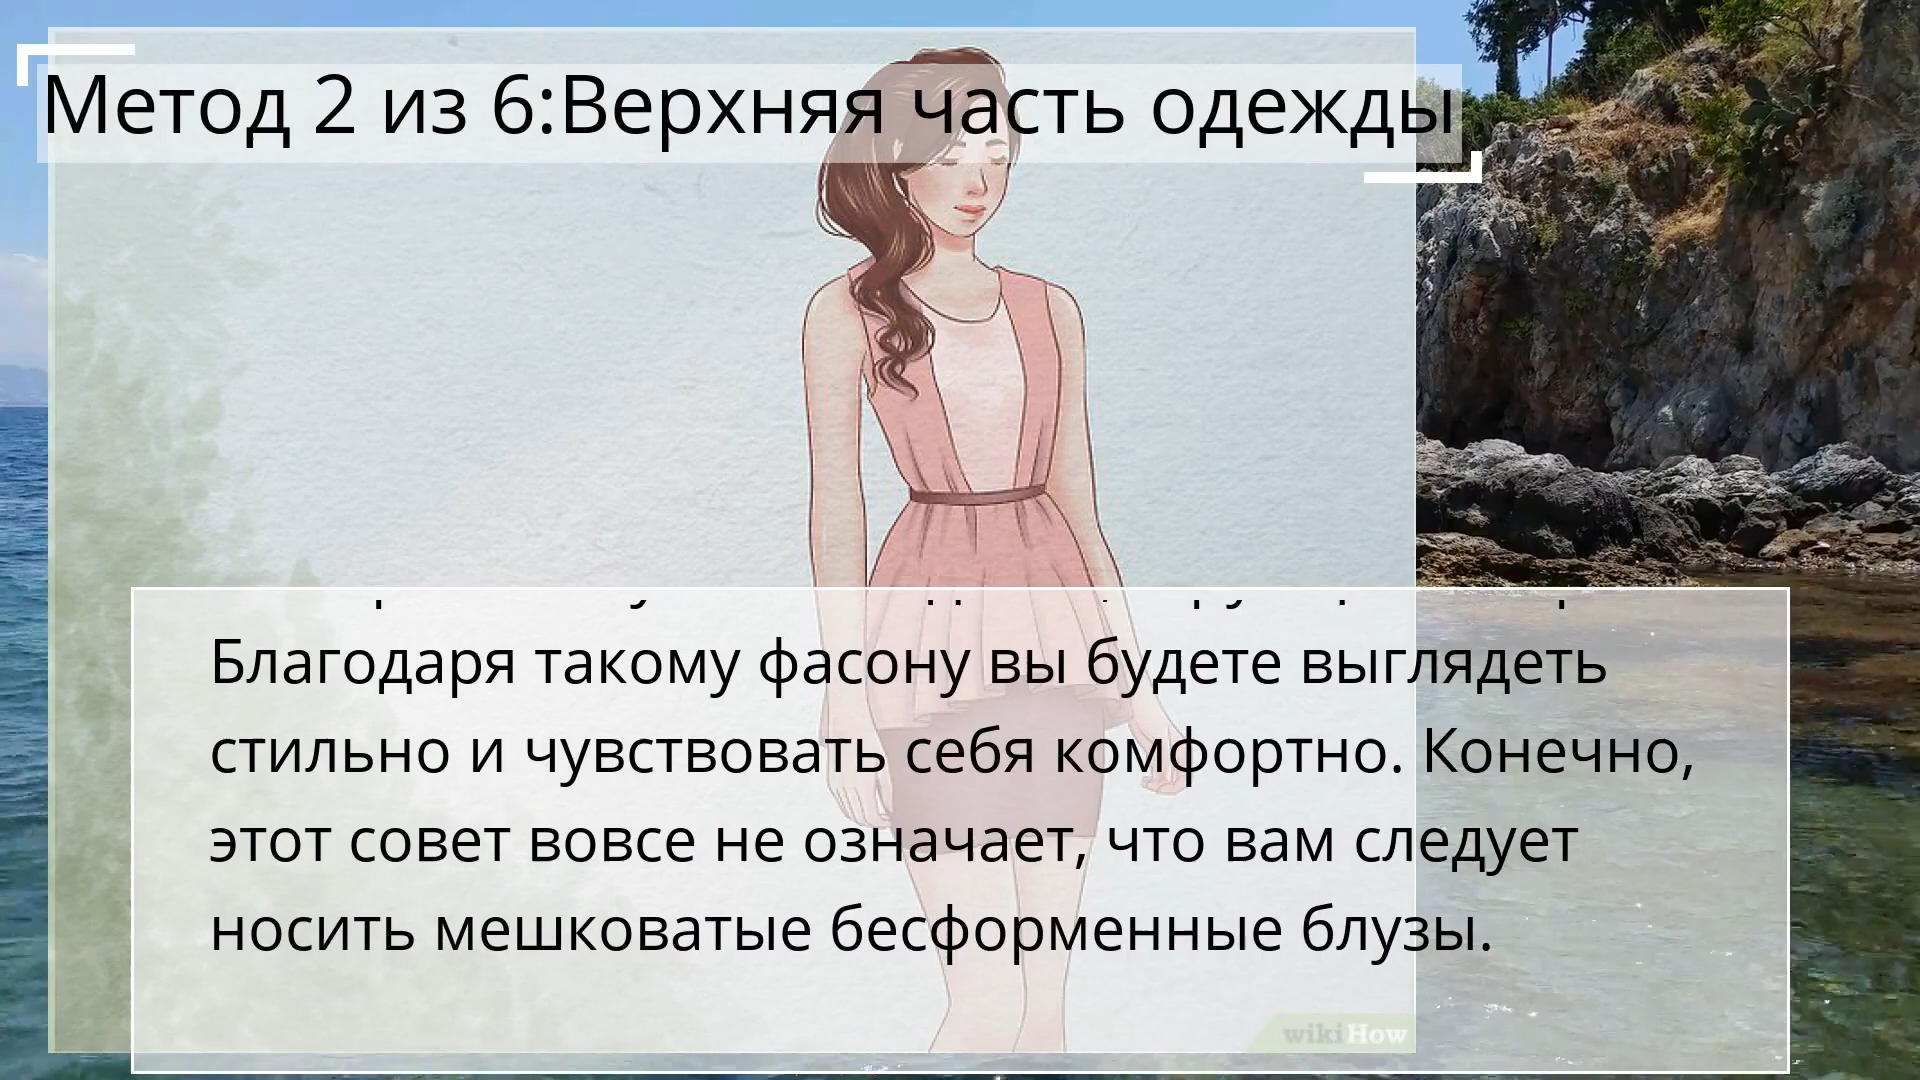 Метод 2 из 6:Верхняя часть одежды
Благодаря такому фасону вы будете выглядеть
стильно и чувствовать себя комфортно. Конечно,
этот совет вовсе не означает, что вам следует
носить мешковатые бесформенные блузы.
wikiHow